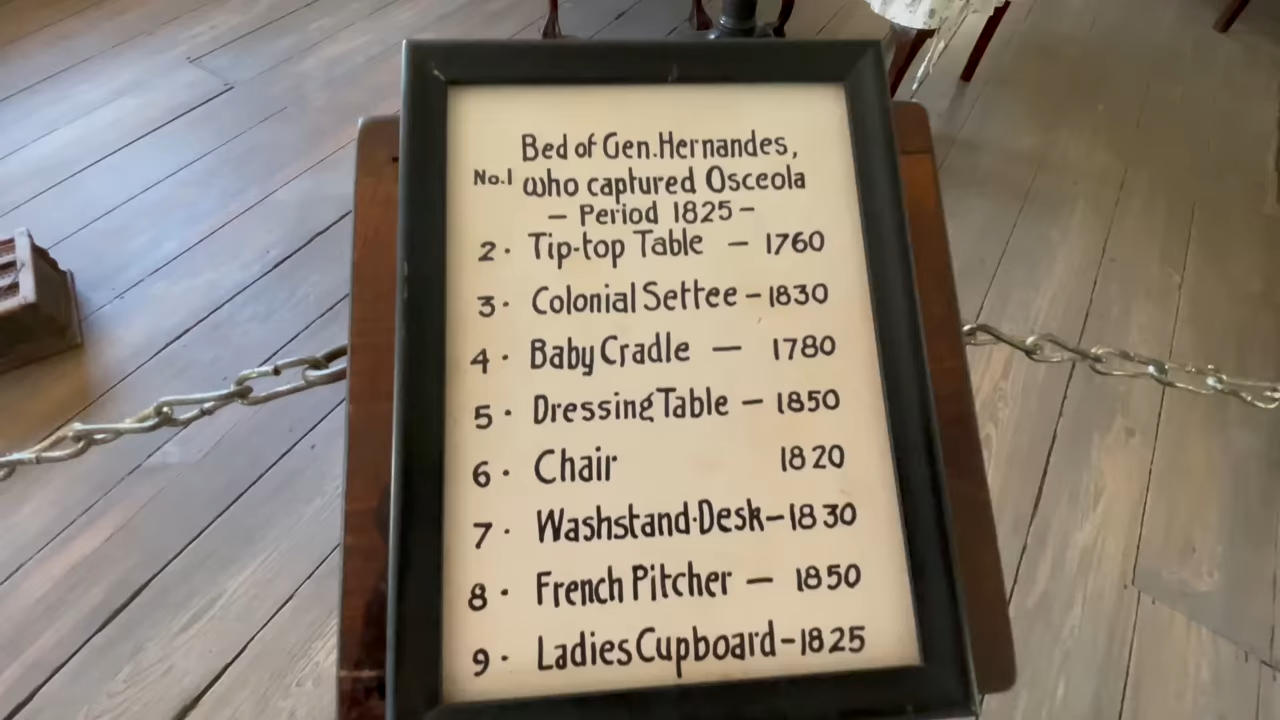 Bed of Gen. Hernandes,
No.1 who captured Osceola
– Period 1825 –
2 · Tip-top Table – 1760
3 · Colonial Settee – 1830
4 · Baby Cradle – 1780
5 · Dressing Table – 1850
6 · Chair 1820
7 · Washstand·Desk – 1830
8 · French Pitcher – 1850
9 · Ladies Cupboard – 1825